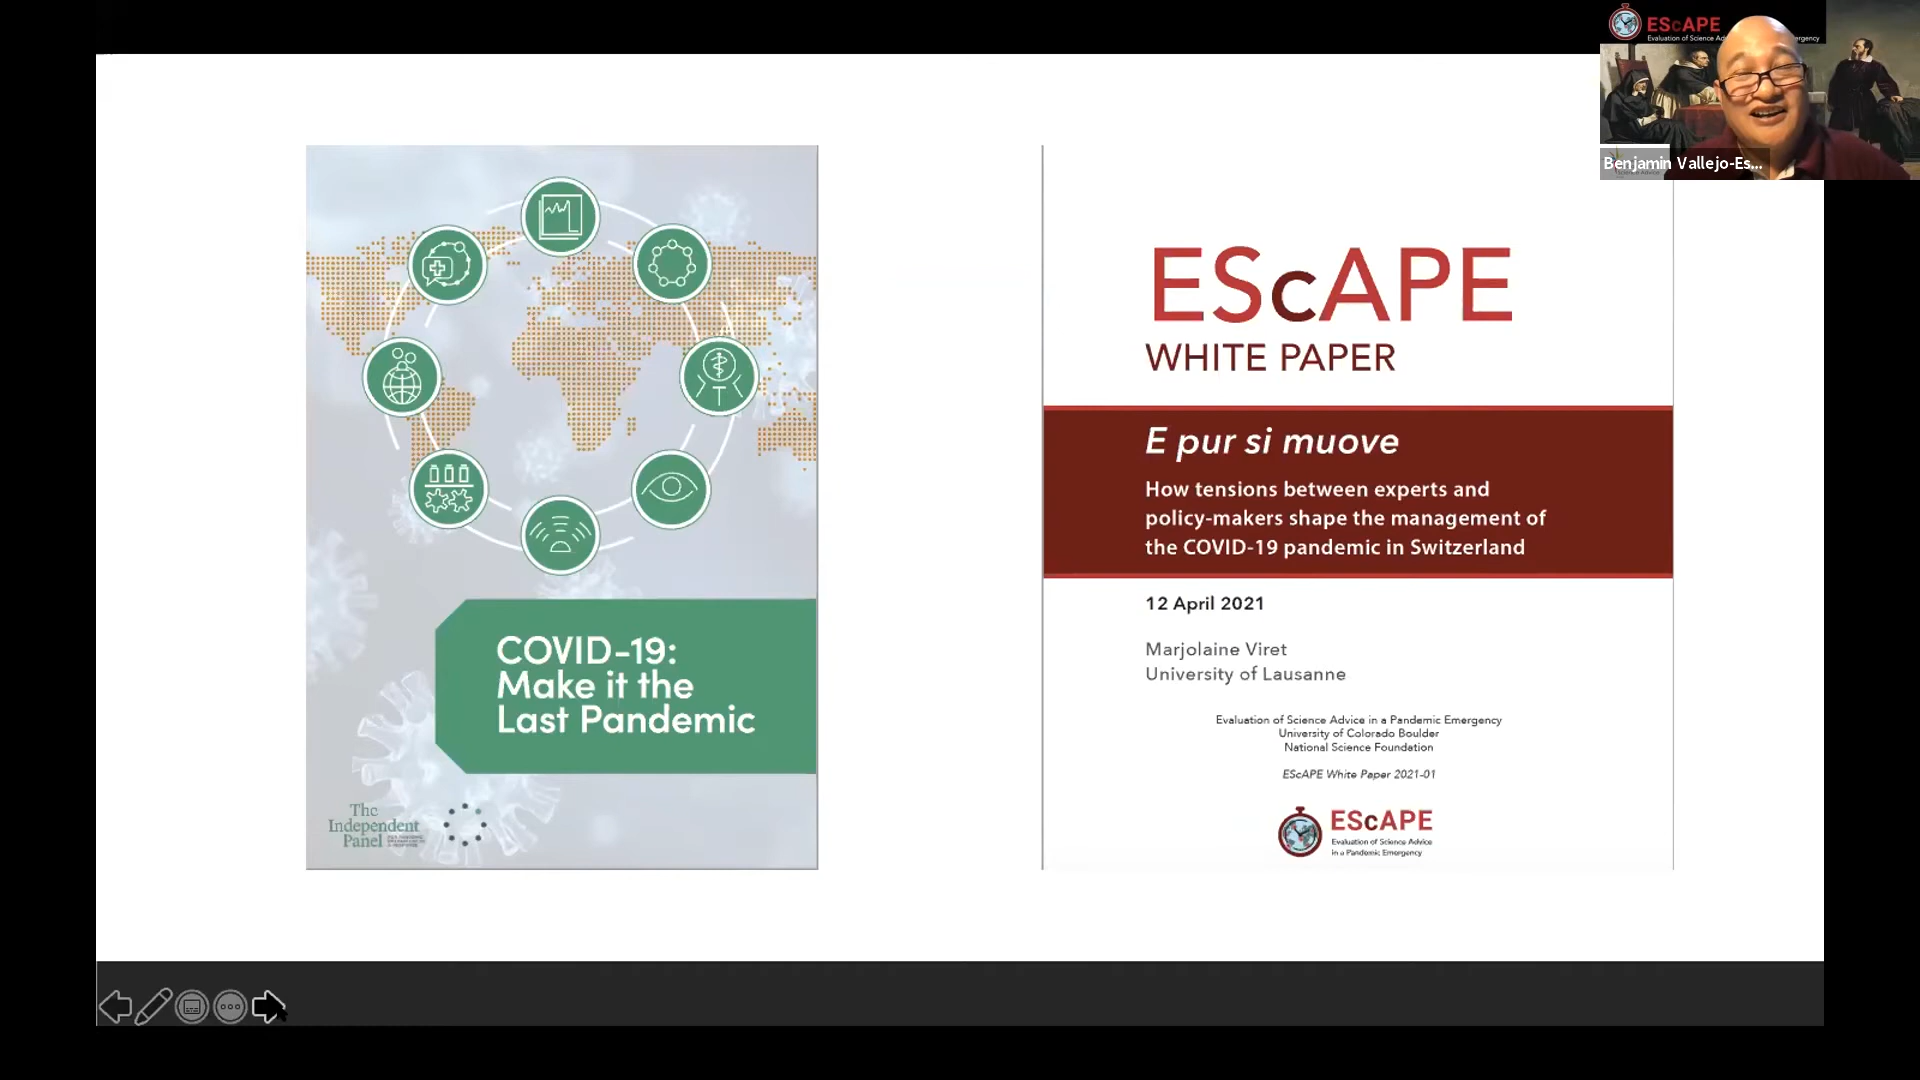 COVID-19:
Make it the
Last Pandemic
The
Independent
Panel
EScAPE
WHITE PAPER
E pur si muove
How tensions between experts and
policy-makers shape the management of
the COVID-19 pandemic in Switzerland
12 April 2021
Marjolaine Viret
University of Lausanne
Evaluation of Science Advice in a Pandemic Emergency
University of Colorado Boulder
National Science Foundation
EScAPE White Paper 2021-01
EScAPE
Evaluation of Science Advice
in a Pandemic Emergency
EScAPE
Evaluation of Science
Benjamin Vallejo-Es...